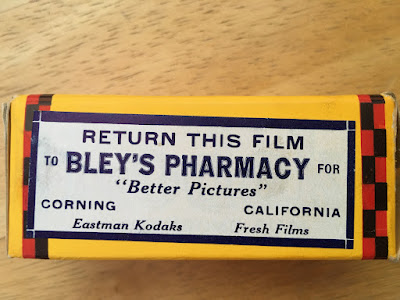 RETURN THIS FILM
TO BLEY'S PHARMACY FOR
"Better Pictures"
CORNING CALIFORNIA
Eastman Kodaks Fresh Films